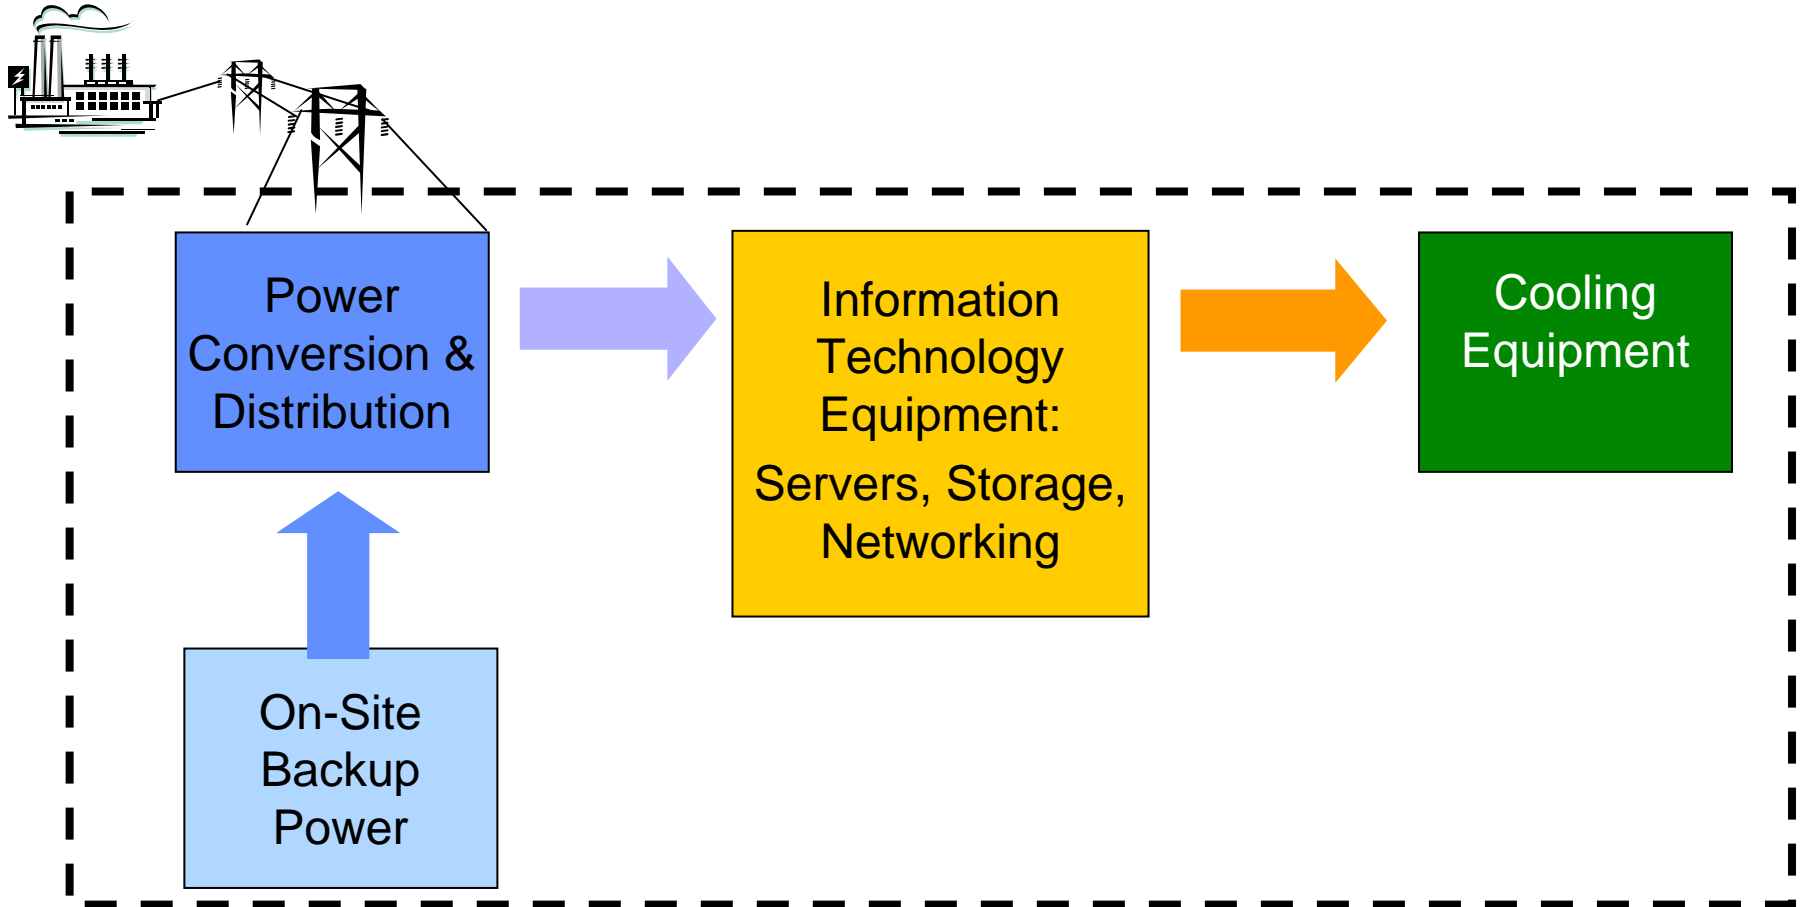 Power
Conversion &
Distribution
Information
Technology
Equipment:
Servers, Storage,
Networking
Cooling
Equipment
On-Site
Backup
Power